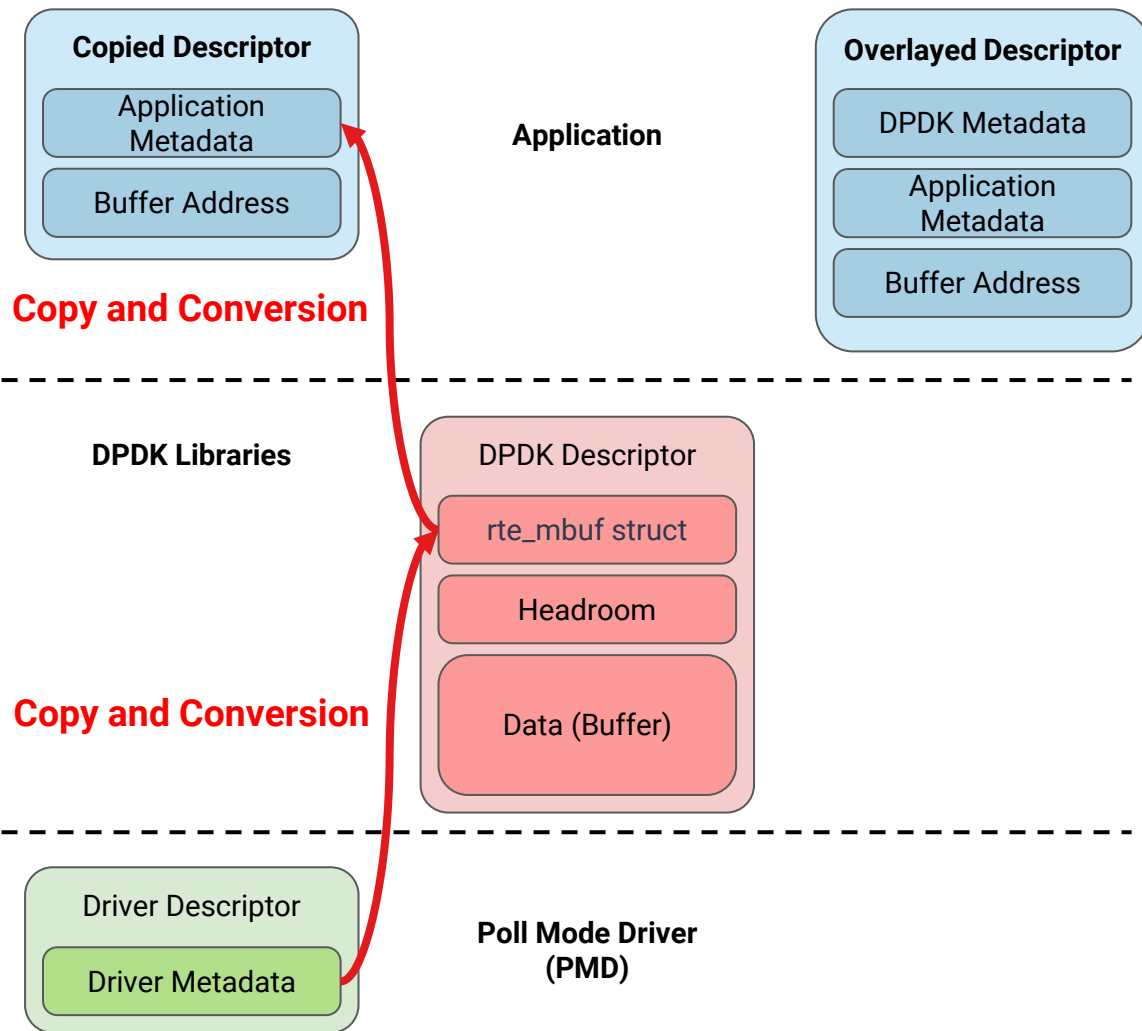 Copied Descriptor
Application
Metadata
Buffer Address
Application
Overlayed Descriptor
DPDK Metadata
Application
Metadata
Buffer Address
Copy and Conversion
DPDK Libraries
DPDK Descriptor
rte_mbuf struct
Headroom
Data (Buffer)
Copy and Conversion
Driver Descriptor
Driver Metadata
Poll Mode Driver
(PMD)